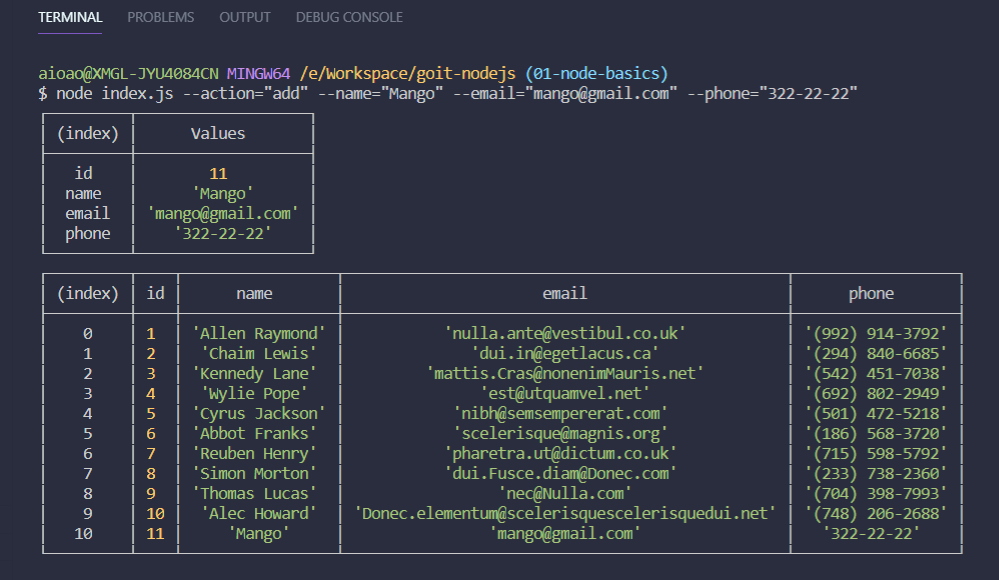 TERMINAL PROBLEMS OUTPUT DEBUG CONSOLE
aioao@XMGL-JYU4084CN MINGW64 /e/Workspace/goit-nodejs (01-node-basics)
$ node index.js --action="add" --name="Mango" --email="mango@gmail.com" --phone="322-22-22"
(index) Values
id 11
name 'Mango'
email 'mango@gmail.com'
phone '322-22-22'
(index) id name email phone
0 1 'Allen Raymond' 'nulla.ante@vestibul.co.uk' '(992) 914-3792'
1 2 'Chaim Lewis' 'dui.in@egetlacus.ca' '(294) 840-6685'
2 3 'Kennedy Lane' 'mattis.Cras@nonenimMauris.net' '(542) 451-7038'
3 4 'Wylie Pope' 'est@utquamvel.net' '(692) 802-2949'
4 5 'Cyrus Jackson' 'nibh@semsempererat.com' '(501) 472-5218'
5 6 'Abbot Franks' 'scelerisque@magnis.org' '(186) 568-3720'
6 7 'Reuben Henry' 'pharetra.ut@dictum.co.uk' '(715) 598-5792'
7 8 'Simon Morton' 'dui.Fusce.diam@Donec.com' '(233) 738-2360'
8 9 'Thomas Lucas' 'nec@Nulla.com' '(704) 398-7993'
9 10 'Alec Howard' 'Donec.elementum@scelerisquescelerisquedui.net' '(748) 206-2688'
10 11 'Mango' 'mango@gmail.com' '322-22-22'